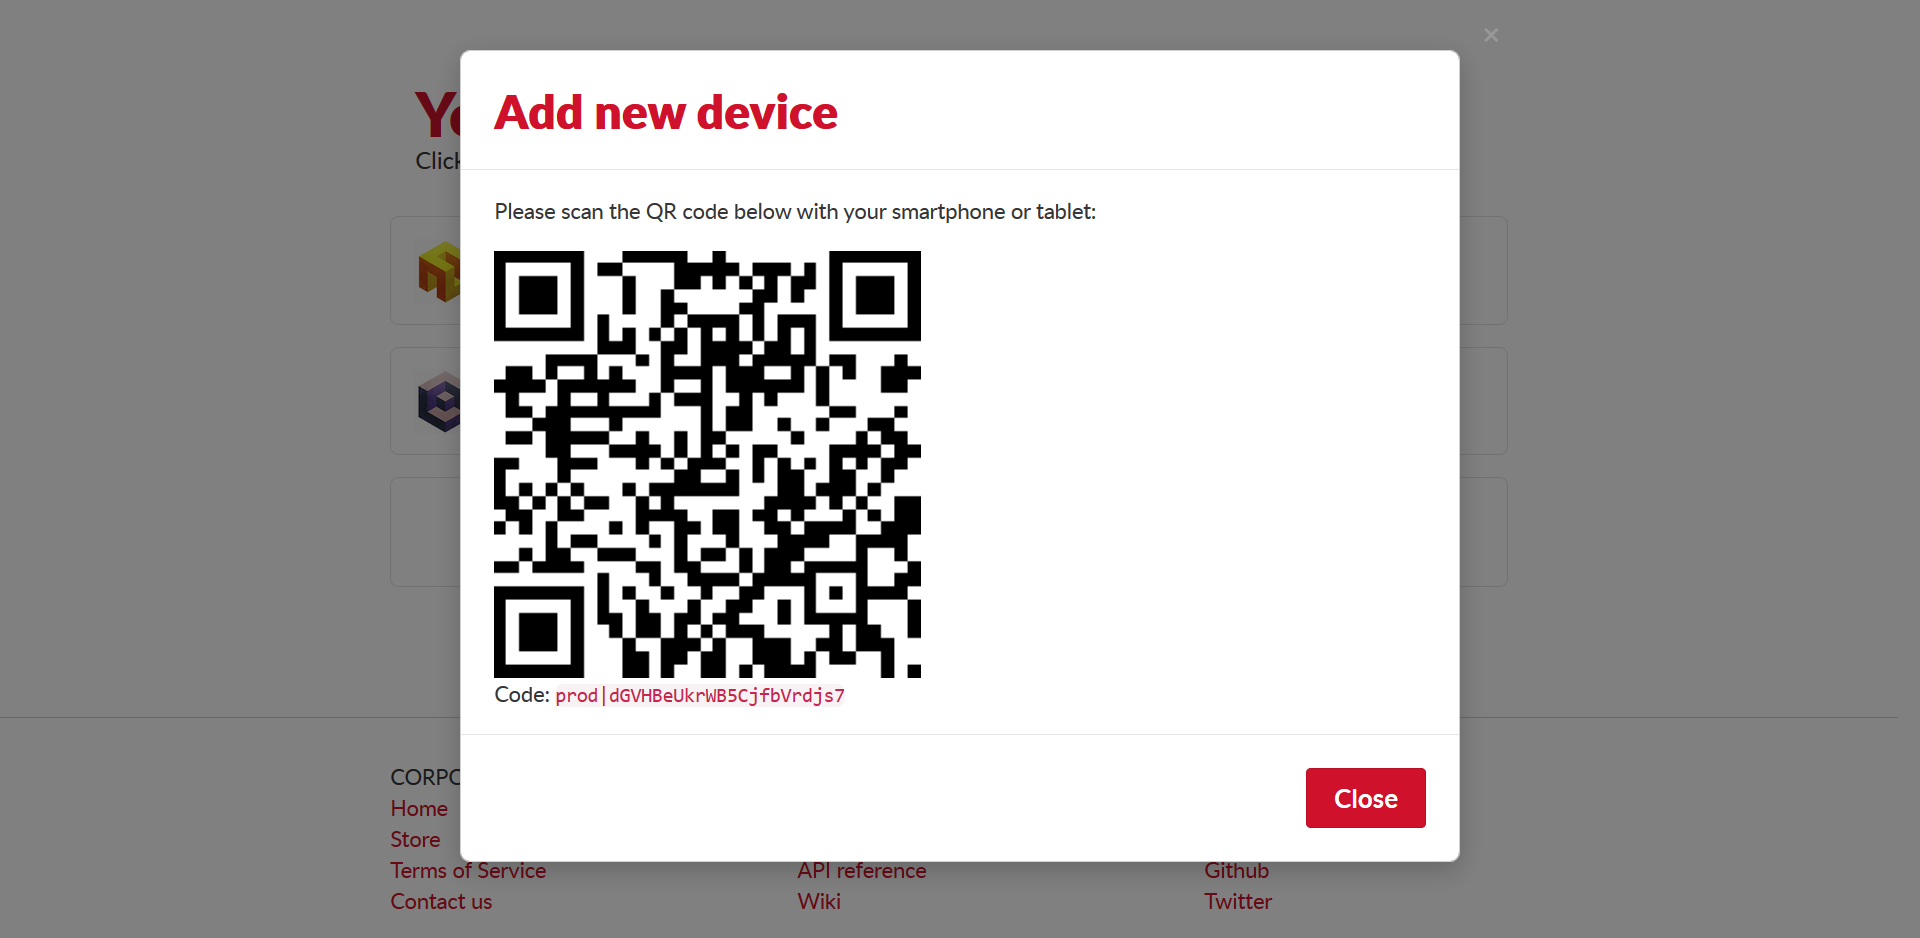 ×
Add new device
Click
Please scan the QR code below with your smartphone or tablet:
Code: prod|dGVHBeUkrWB5CjfbVrdjs7
Close
Home
Store
Terms of Service
Contact us
API reference
Wiki
Github
Twitter